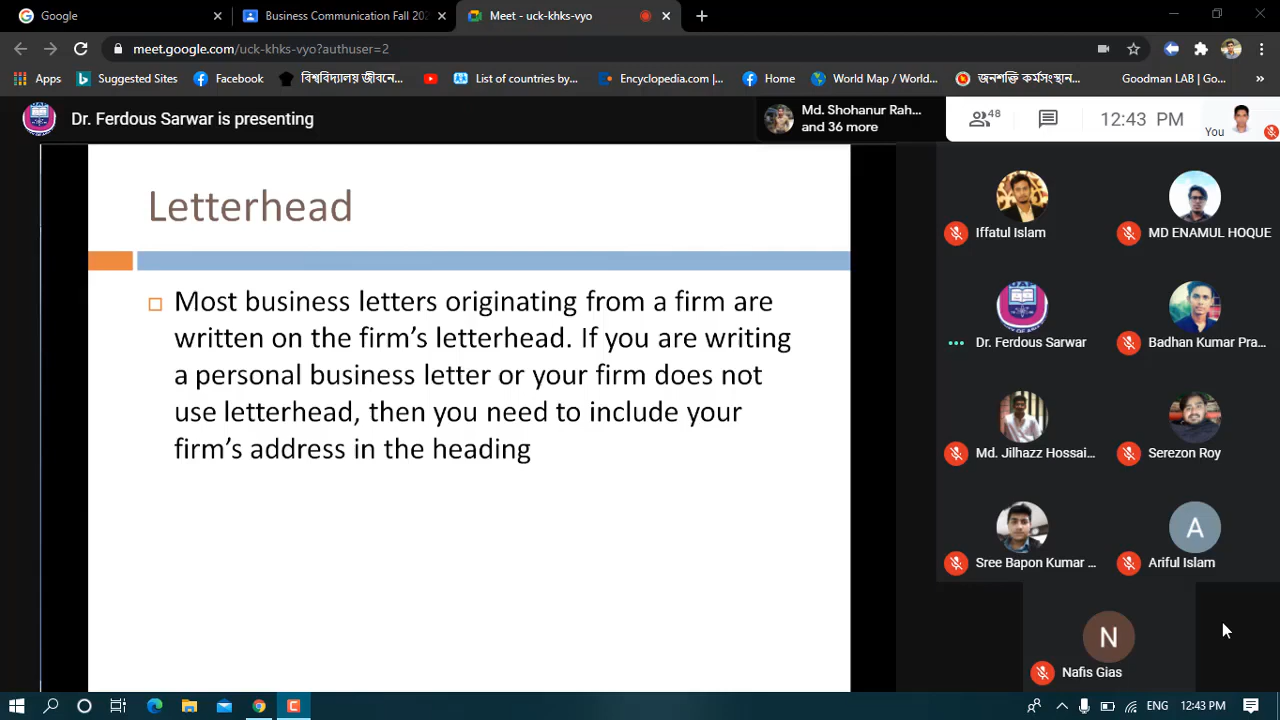 Google
Business Communication Fall 202
Meet - uck-khks-vyo
meet.google.com/uck-khks-vyo?authuser=2
Apps
Suggested Sites
Facebook
বিশ্ববিদ্যালয় জীবনে...
List of countries by...
Encyclopedia.com |...
Home
World Map / World...
জনশক্তি কর্মসংস্থান...
Goodman LAB | Go...
»
Dr. Ferdous Sarwar is presenting
Md. Shohanur Rah...
and 36 more
48
12:43 PM
You
Letterhead
Most business letters originating from a firm are
written on the firm's letterhead. If you are writing
a personal business letter or your firm does not
use letterhead, then you need to include your
firm's address in the heading
Iffatul Islam
MD ENAMUL HOQUE
Dr. Ferdous Sarwar
Badhan Kumar Pra...
Md. Jilhazz Hossai...
Serezon Roy
Sree Bapon Kumar ...
A
Ariful Islam
N
Nafis Gias
ENG
12:43 PM